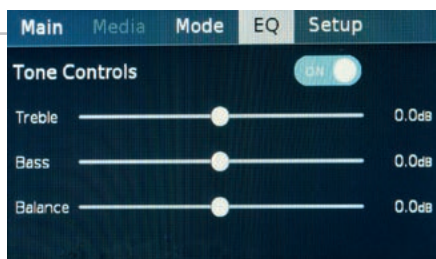 Main Media Mode EQ Setup
Tone Controls ON
Treble 0.0dB
Bass 0.0dB
Balance 0.0dB